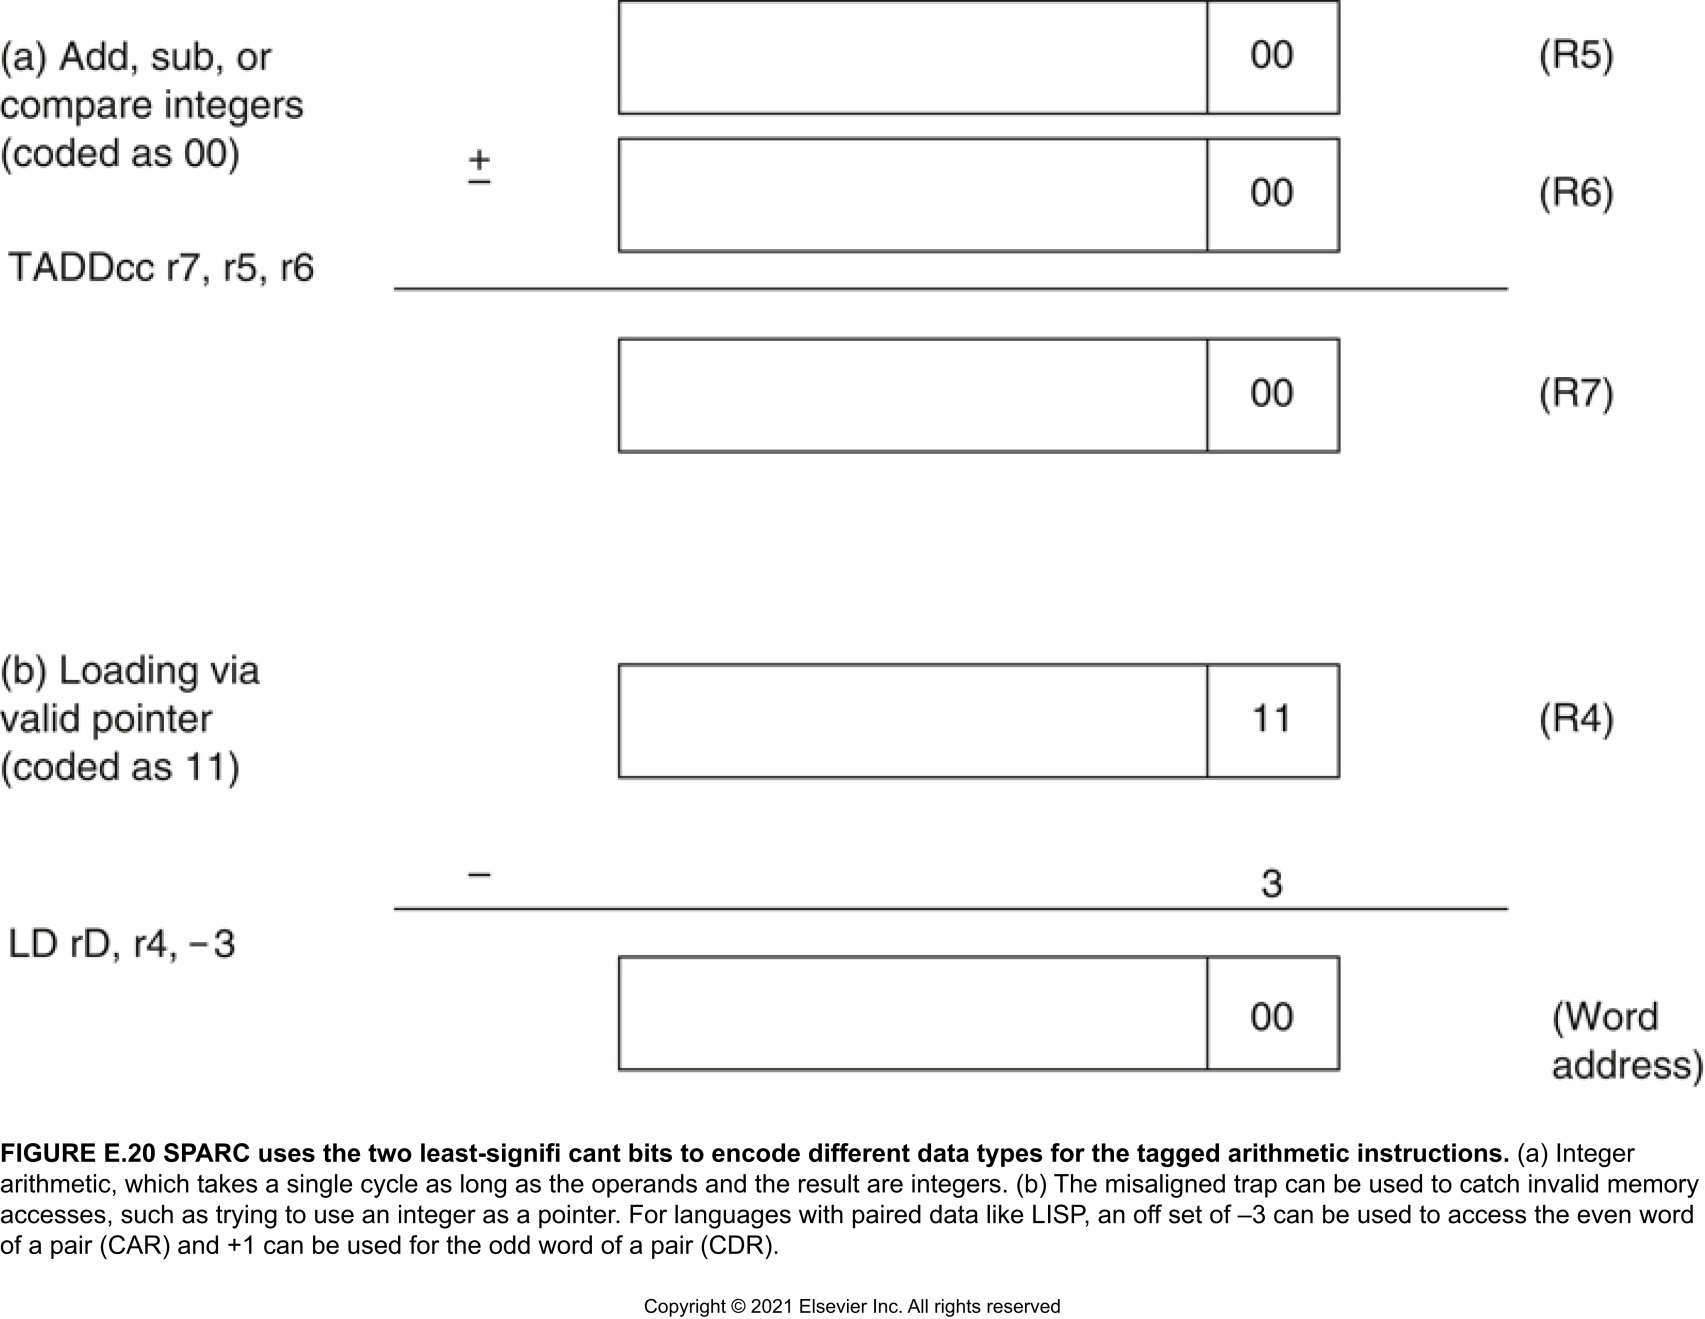 (a) Add, sub, or
compare integers
(coded as 00)
00
(R5)
+
−
00
(R6)
TADDcc r7, r5, r6
00
(R7)
(b) Loading via
valid pointer
(coded as 11)
11
(R4)
−
3
LD rD, r4, −3
00
(Word
address)
FIGURE E.20 SPARC uses the two least-signifi cant bits to encode different data types for the tagged arithmetic instructions. (a) Integer
arithmetic, which takes a single cycle as long as the operands and the result are integers. (b) The misaligned trap can be used to catch invalid memory
accesses, such as trying to use an integer as a pointer. For languages with paired data like LISP, an off set of –3 can be used to access the even word
of a pair (CAR) and +1 can be used for the odd word of a pair (CDR).
Copyright © 2021 Elsevier Inc. All rights reserved